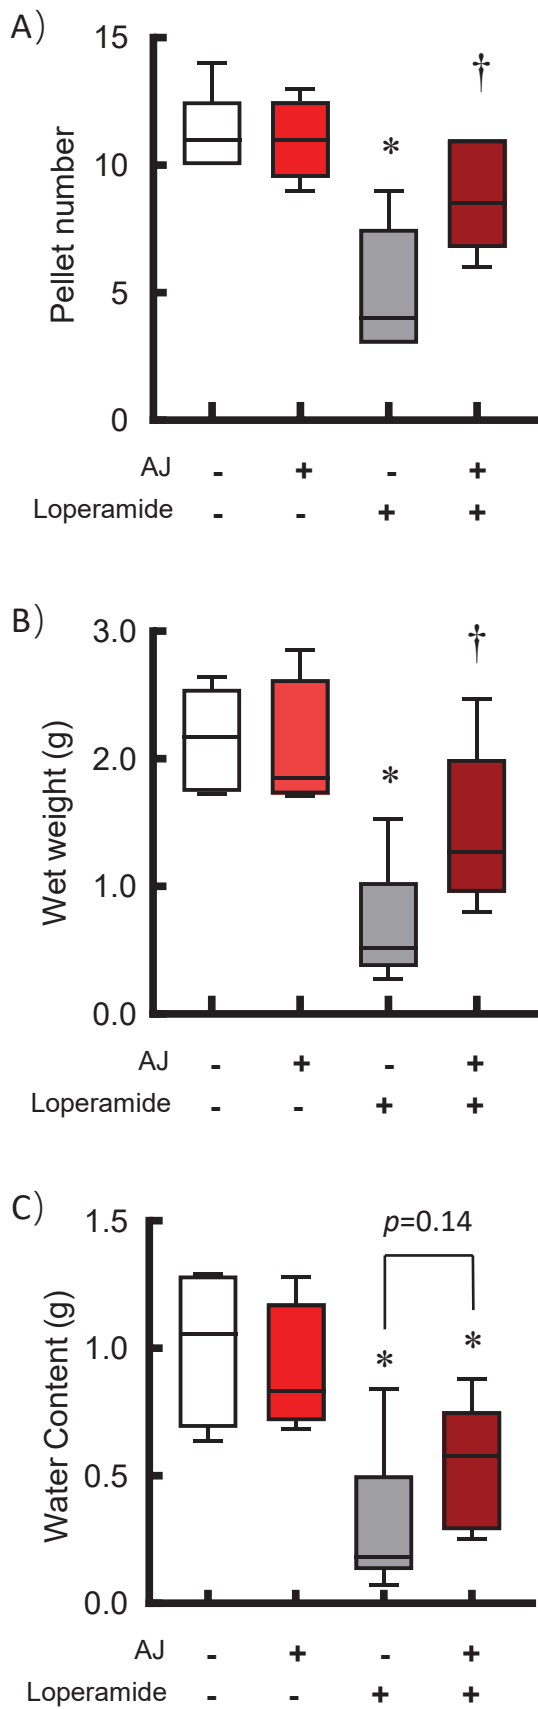 A)
15
†
*
10
Pellet number
5
0
AJ - + - +
Loperamide - - + +
B)
3.0
†
2.0
*
Wet weight (g)
1.0
0.0
AJ - + - +
Loperamide - - + +
C)
1.5
p=0.14
1.0
* *
Water Content (g)
0.5
0.0
AJ - + - +
Loperamide - - + +